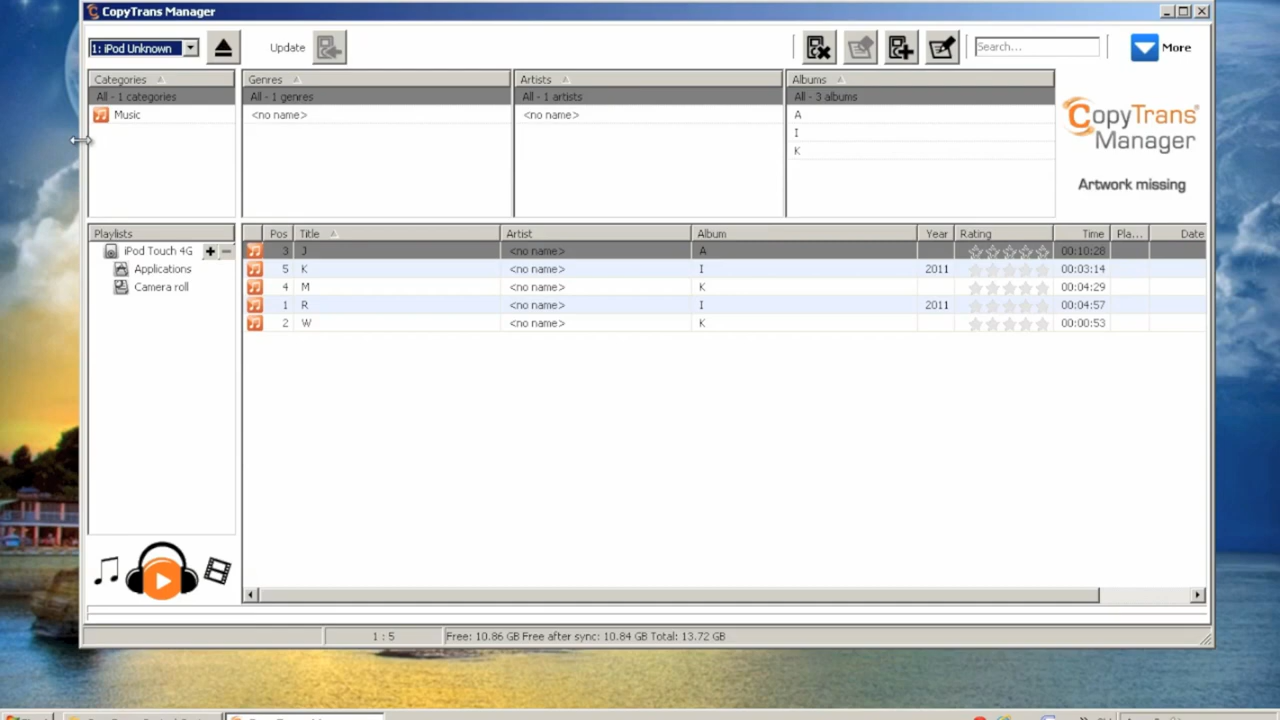 CopyTrans Manager
1: iPod Unknown Update Search... More
Categories Genres Artists Albums
All - 1 categories All - 1 genres All - 1 artists All - 3 albums
Music <no name> <no name> A
I
K
CopyTrans®
Manager
Artwork missing
Playlists Pos Title Artist Album Year Rating Time Pla... Date
iPod Touch 4G
Applications
Camera roll
3 J <no name> A 00:10:28
5 K <no name> I 2011 00:03:14
4 M <no name> K 00:04:29
1 R <no name> I 2011 00:04:57
2 W <no name> K 00:00:53
1 : 5 Free: 10.86 GB Free after sync: 10.84 GB Total: 13.72 GB